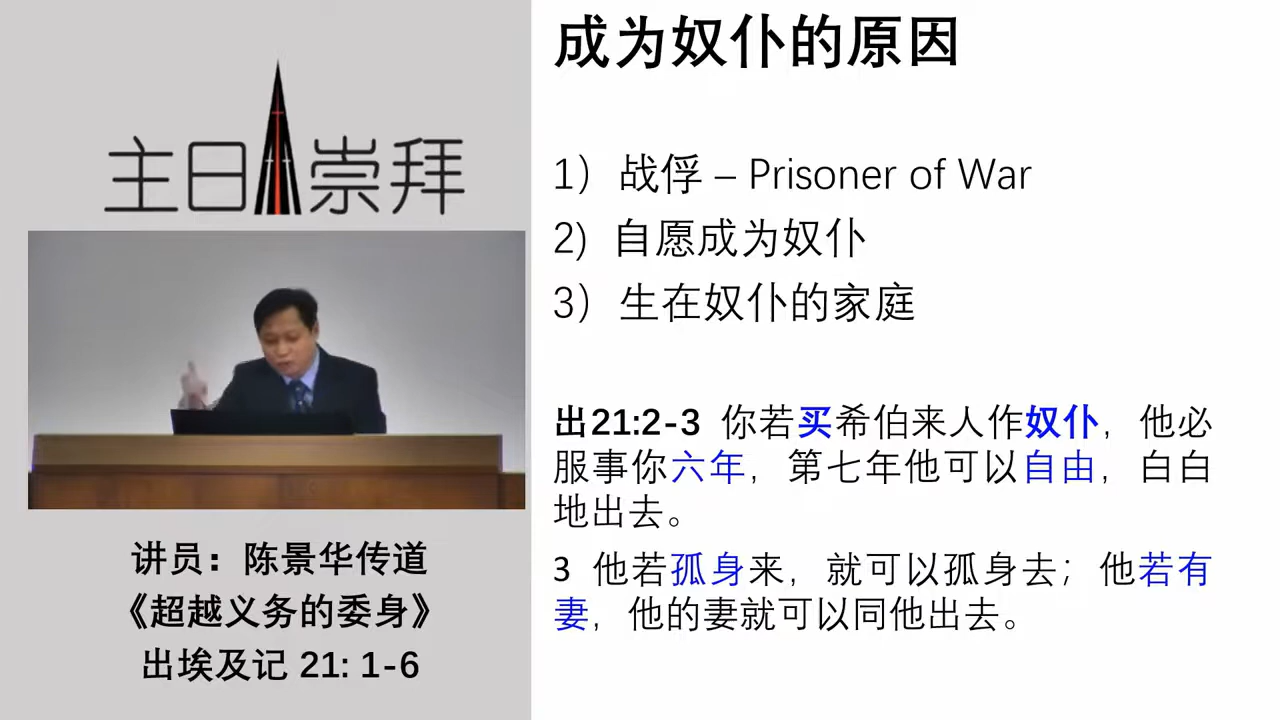 主日崇拜
讲员：陈景华传道
《超越义务的委身》
出埃及记 21: 1-6
成为奴仆的原因
1）战俘 – Prisoner of War
2）自愿成为奴仆
3）生在奴仆的家庭
出21:2-3 你若买希伯来人作奴仆，他必
服事你六年，第七年他可以自由，白白
地出去。
3 他若孤身来，就可以孤身去；他若有
妻，他的妻就可以同他出去。